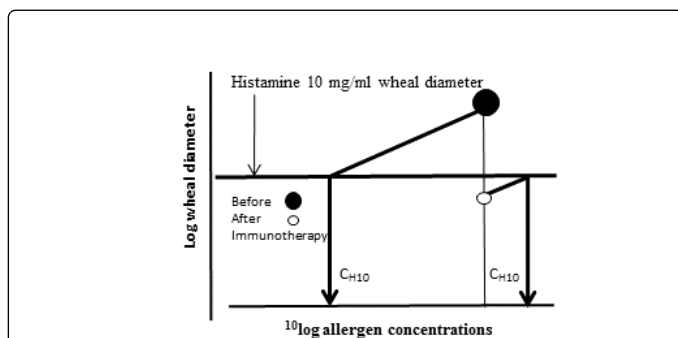 Histamine 10 mg/ml wheal diameter
Log wheal diameter
Before
After
Immunotherapy
CH10
CH10
10log allergen concentrations